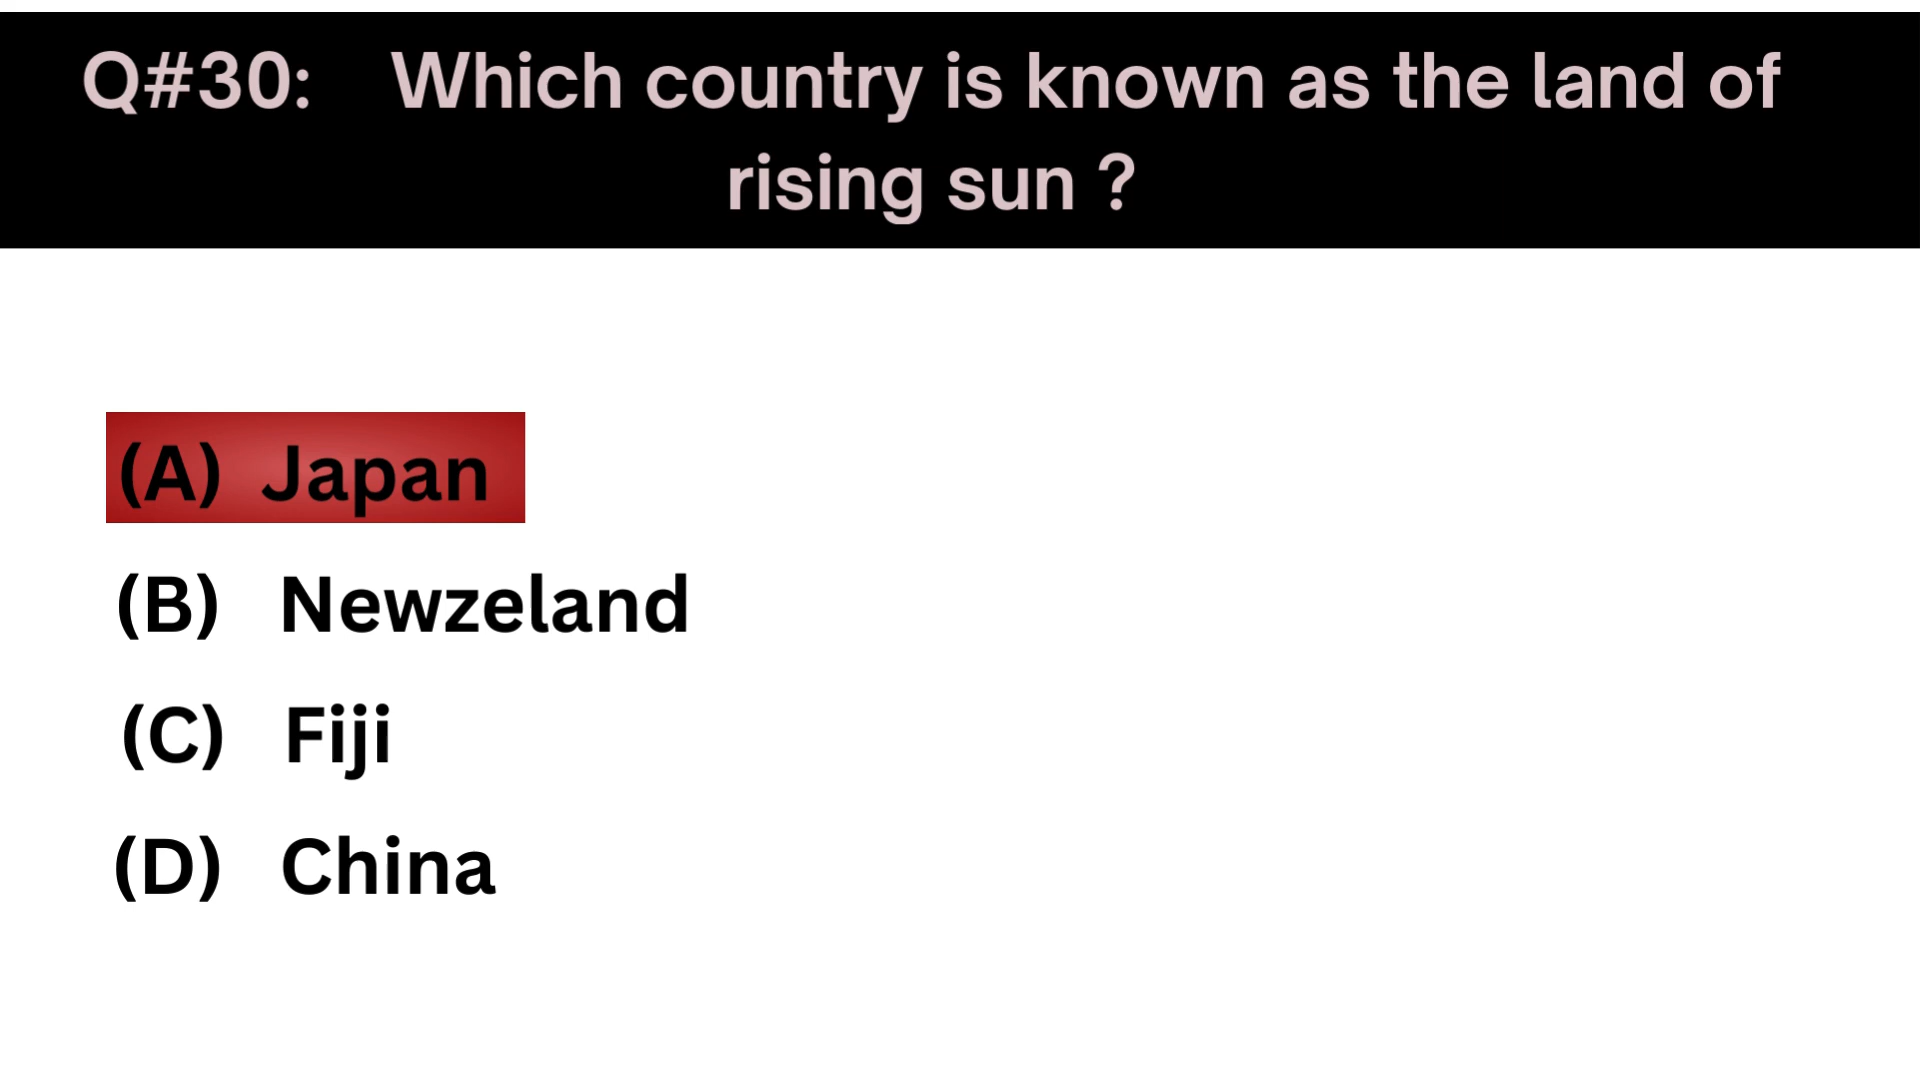 Q#30: Which country is known as the land of
rising sun ?
(A) Japan
(B) Newzeland
(C) Fiji
(D) China